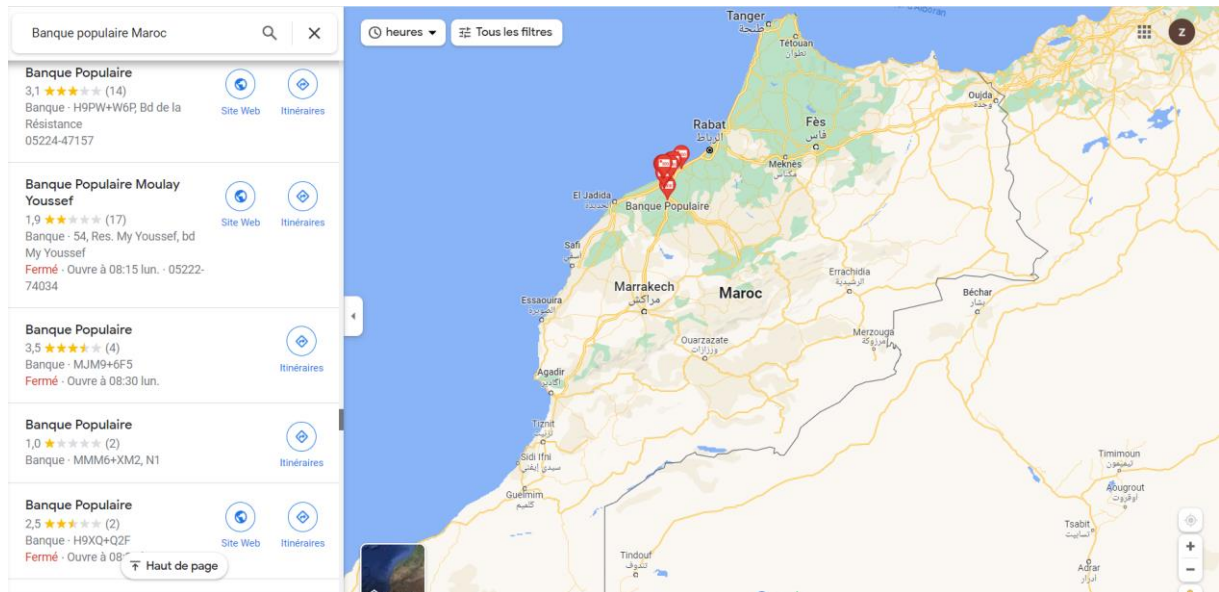 Banque populaire Maroc
heures
Tous les filtres
Z
Banque Populaire
3,1 (14)
Banque · H9PW+W6P, Bd de la
Résistance
05224-47157
Site Web
Itinéraires
Banque Populaire Moulay
Youssef
1,9 (17)
Banque · 54, Res. My Youssef, bd
My Youssef
Fermé · Ouvre à 08:15 lun. · 05222-
74034
Site Web
Itinéraires
Banque Populaire
3,5 (4)
Banque · MJM9+6F5
Fermé · Ouvre à 08:30 lun.
Itinéraires
Banque Populaire
1,0 (2)
Banque · MMM6+XM2, N1
Itinéraires
Banque Populaire
2,5 (2)
Banque · H9XQ+Q2F
Fermé · Ouvre à
Site Web
Itinéraires
Haut de page
Tanger
طنجة
Tétouan
تطوان
Oujda
وجدة
Rabat
الرباط
Fès
فاس
Meknès
مكناس
El Jadida
الجديدة
Banque Populaire
Safi
آسفي
Marrakech
مراكش
Maroc
Errachidia
الرشيدية
Béchar
بشار
Essaouira
الصويرة
Merzouga
مرزوكة
Ouarzazate
ورزازات
Agadir
أكادير
Tiznit
تزنيت
Sidi Ifni
سيدي إيفني
Guelmim
كلميم
Timimoun
تيميمون
Aougrout
أوقروت
Tsabit
تسابيت
Tindouf
تندوف
Adrar
أدرار